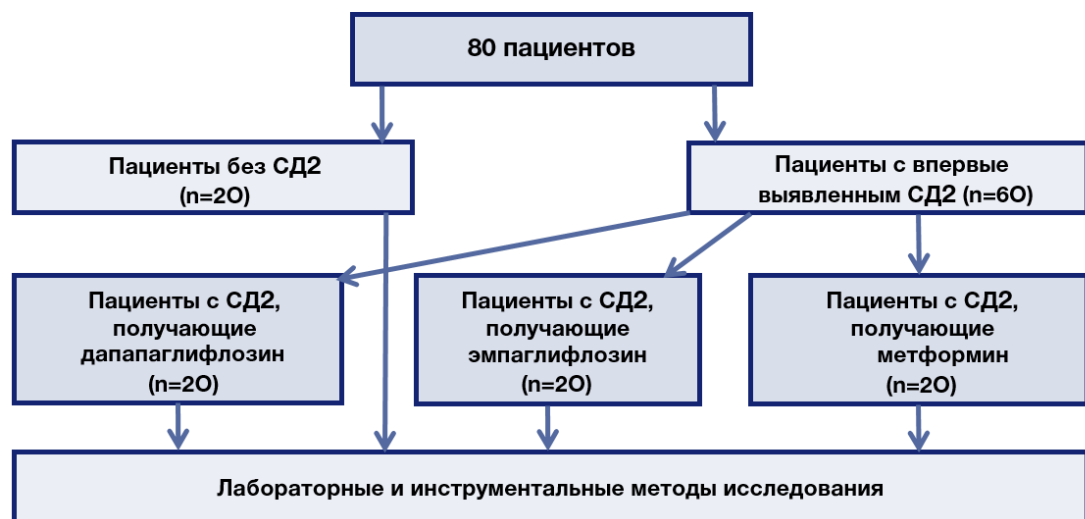 80 пациентов
Пациенты без СД2
(n=2O)
Пациенты с впервые
выявленным СД2 (n=6O)
Пациенты с СД2,
получающие
дапапаглифлозин
(n=2O)
Пациенты с СД2,
получающие
эмпаглифлозин
(n=2O)
Пациенты с СД2,
получающие
метформин
(n=2O)
Лабораторные и инструментальные методы исследования